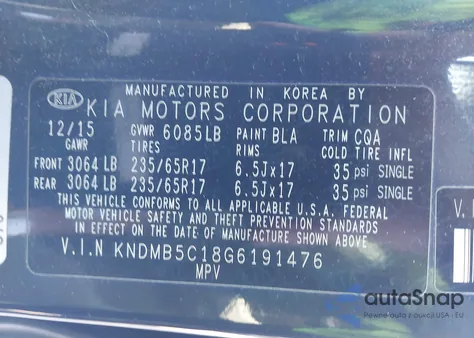 MANUFACTURED IN KOREA BY
KIA KIA MOTORS CORPORATION
12/15 GVWR 6085LB PAINT BLA TRIM CQA
GAWR TIRES RIMS COLD TIRE INFL
FRONT 3064 LB 235/65R17 6.5Jx17 35 psi SINGLE
REAR 3064 LB 235/65R17 6.5Jx17 35 psi SINGLE
THIS VEHICLE CONFORMS TO ALL APPLICABLE U.S.A. FEDERAL
MOTOR VEHICLE SAFETY AND THEFT PREVENTION STANDARDS
IN EFFECT ON THE DATE OF MANUFACTURE SHOWN ABOVE.
V.I.N KNDMB5C18G6191476
MPV
V.I
autoSnap